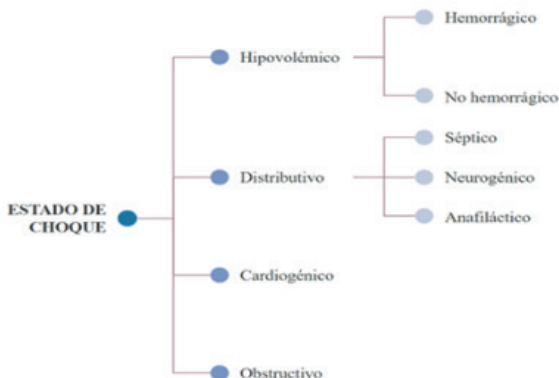 Hemorrágico
Hipovolémico
No hemorrágico
Séptico
Distributivo
Neurogénico
Anafiláctico
ESTADO DE
CHOQUE
Cardiogénico
Obstructivo